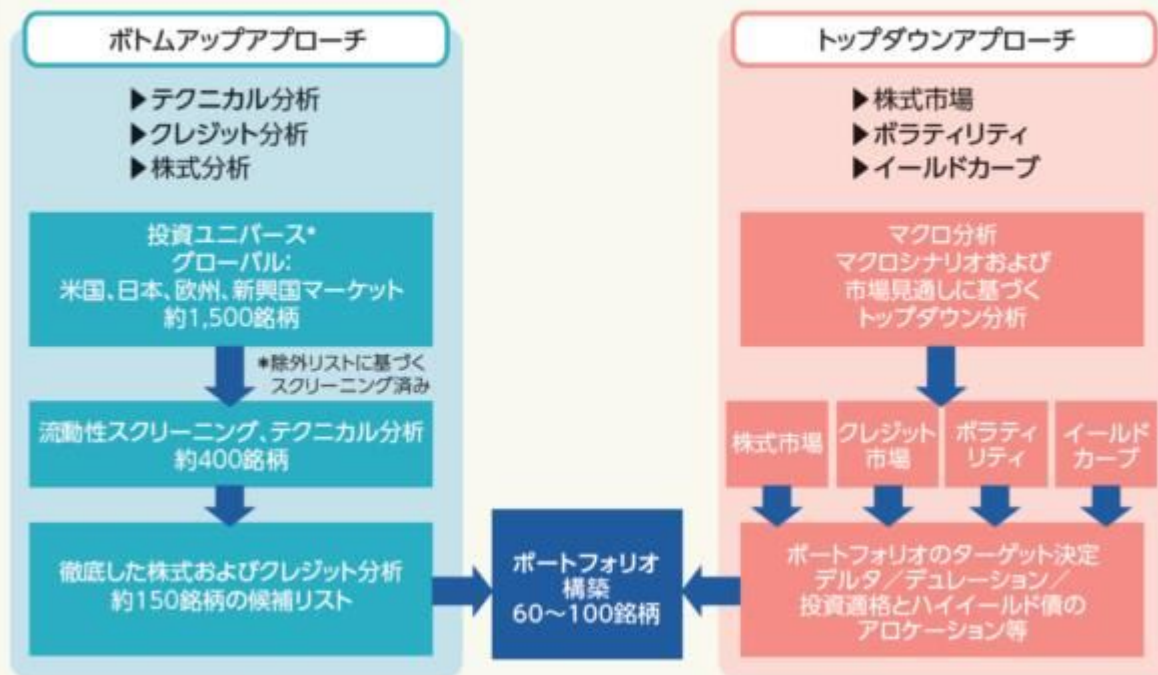 ボトムアップアプローチ
▶テクニカル分析
▶クレジット分析
▶株式分析
投資ユニバース*
グローバル:
米国、日本、欧州、新興国マーケット
約1,500銘柄
*除外リストに基づく
スクリーニング済み
流動性スクリーニング、テクニカル分析
約400銘柄
徹底した株式およびクレジット分析
約150銘柄の候補リスト
ポートフォリオ
構築
60～100銘柄
トップダウンアプローチ
▶株式市場
▶ボラティリティ
▶イールドカーブ
マクロ分析
マクロシナリオおよび
市場見通しに基づく
トップダウン分析
株式市場
クレジット
市場
ボラティ
リティ
イールド
カーブ
ポートフォリオのターゲット決定
デルタ／デュレーション／
投資適格とハイイールド債の
アロケーション等